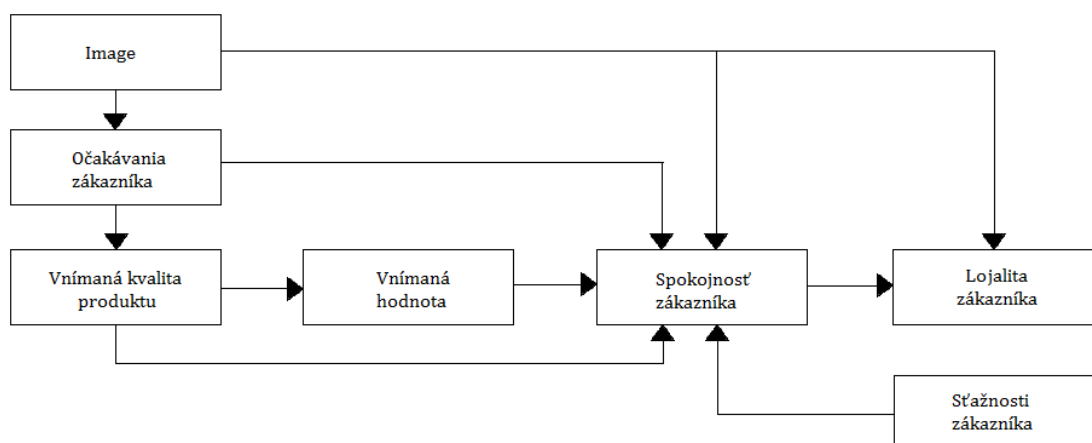 Image
Očakávania
zákazníka
Vnímaná kvalita
produktu
Vnímaná
hodnota
Spokojnosť
zákazníka
Lojalita
zákazníka
Sťažnosti
zákazníka